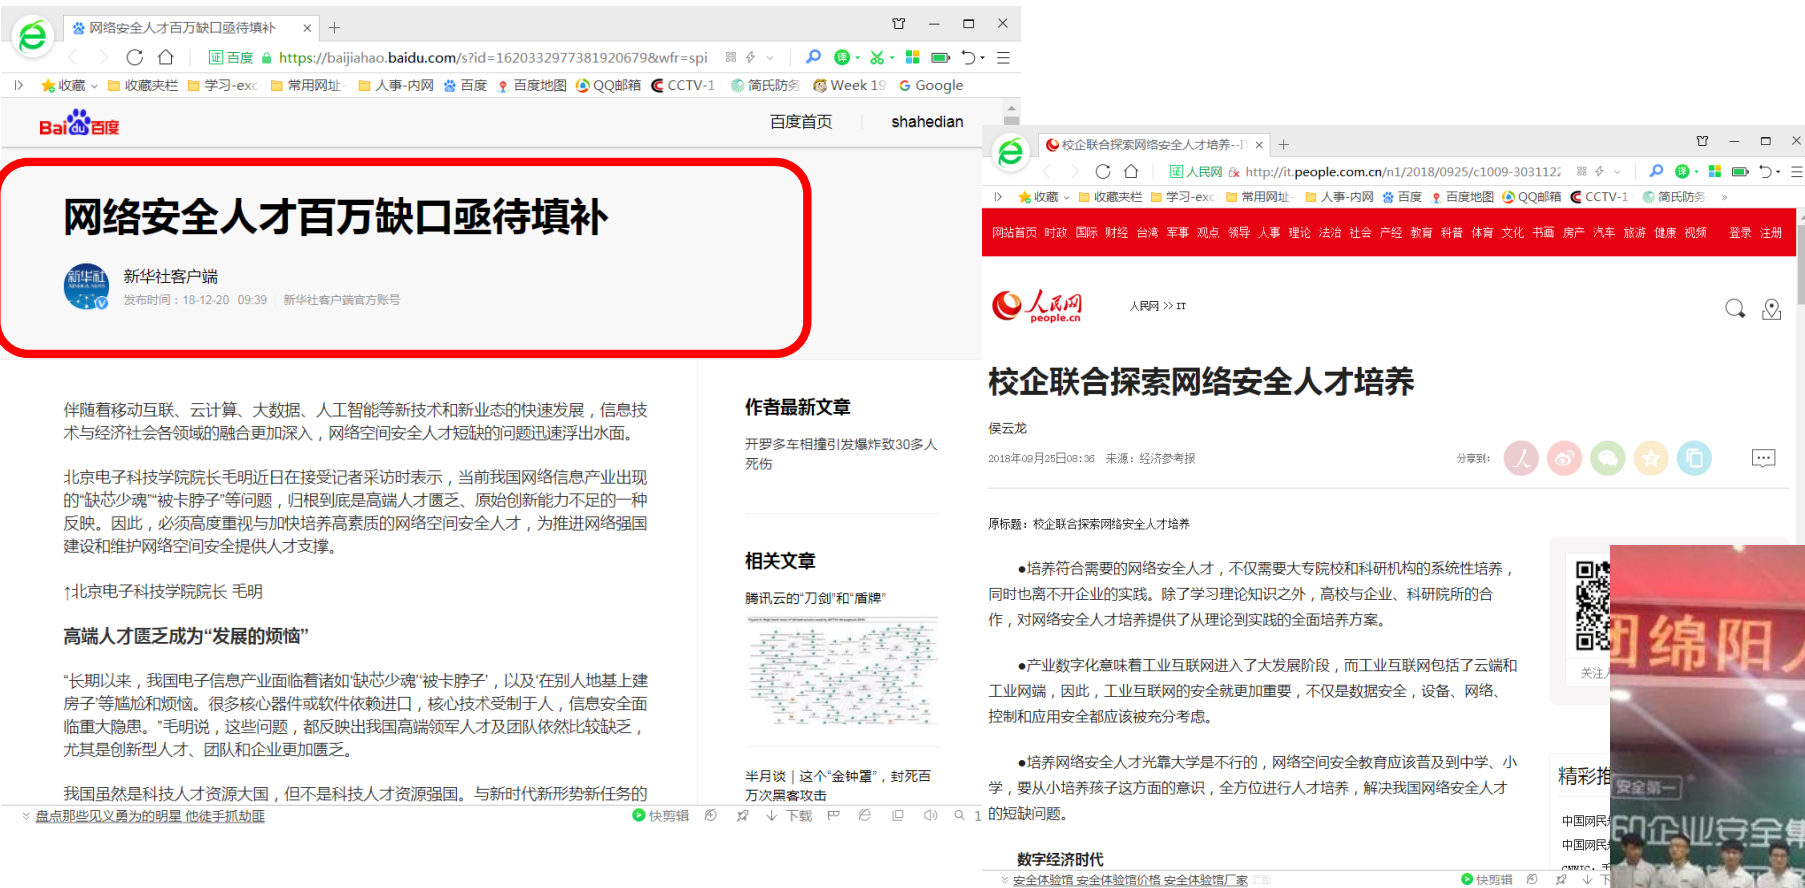 网络安全人才百万缺口亟待填补
证 百度 https://baijiahao.baidu.com/s?id=1620332977381920679&wfr=spi
收藏 收藏夹栏 学习-exc 常用网址- 人事-内网 百度 百度地图 QQ邮箱 CCTV-1 简氏防务 Week 19 Google
Bai du 百度
百度首页 shahedian
网络安全人才百万缺口亟待填补
新华社
XINHUA NEWS
新华社客户端
发布时间：18-12-20 09:39 新华社客户端官方账号
伴随着移动互联、云计算、大数据、人工智能等新技术和新业态的快速发展，信息技
术与经济社会各领域的融合更加深入，网络空间安全人才短缺的问题迅速浮出水面。
北京电子科技学院院长毛明近日在接受记者采访时表示，当前我国网络信息产业出现
的“缺芯少魂”“被卡脖子”等问题，归根到底是高端人才匮乏、原始创新能力不足的一种
反映。因此，必须高度重视与加快培养高素质的网络空间安全人才，为推进网络强国
建设和维护网络空间安全提供人才支撑。
↑北京电子科技学院院长 毛明
高端人才匮乏成为“发展的烦恼”
“长期以来，我国电子信息产业面临着诸如‘缺芯少魂’‘被卡脖子’，以及‘在别人地基上建
房子’等尴尬和烦恼。很多核心器件或软件依赖进口，核心技术受制于人，信息安全面
临重大隐患。”毛明说，这些问题，都反映出我国高端领军人才及团队依然比较缺乏，
尤其是创新型人才、团队和企业更加匮乏。
我国虽然是科技人才资源大国，但不是科技人才资源强国。与新时代新形势新任务的
作者最新文章
开罗多车相撞引发爆炸致30多人
死伤
相关文章
腾讯云的“刀剑”和“盾牌”
半月谈｜这个“金钟罩”，封死百
万次黑客攻击
盘点那些见义勇为的明星 他徒手抓劫匪
快剪辑 下载 1
校企联合探索网络安全人才培养--IT
证 人民网 http://it.people.com.cn/n1/2018/0925/c1009-3031122
收藏 收藏夹栏 学习-exc 常用网址- 人事-内网 百度 百度地图 QQ邮箱 CCTV-1 简氏防务 »
网站首页 时政 国际 财经 台湾 军事 观点 领导 人事 理论 法治 社会 产经 教育 科普 体育 文化 书画 房产 汽车 旅游 健康 视频 登录 注册
人民网
people.cn
人民网 >> IT
校企联合探索网络安全人才培养
侯云龙
2018年09月25日08:36 来源：经济参考报
分享到：
原标题：校企联合探索网络安全人才培养
●培养符合需要的网络安全人才，不仅需要大专院校和科研机构的系统性培养，
同时也离不开企业的实践。除了学习理论知识之外，高校与企业、科研院所的合
作，对网络安全人才培养提供了从理论到实践的全面培养方案。
●产业数字化意味着工业互联网进入了大发展阶段，而工业互联网包括了云端和
工业网端，因此，工业互联网的安全就更加重要，不仅是数据安全，设备、网络、
控制和应用安全都应该被充分考虑。
●培养网络安全人才光靠大学是不行的，网络空间安全教育应该普及到中学、小
学，要从小培养孩子这方面的意识，全方位进行人才培养，解决我国网络安全人才
的短缺问题。
数字经济时代
关注
精彩推
中国网民
中国网民
安全体验馆 安全体验馆价格 安全体验馆厂家
快剪辑 下
团绵阳
安全第一
60企业安全集